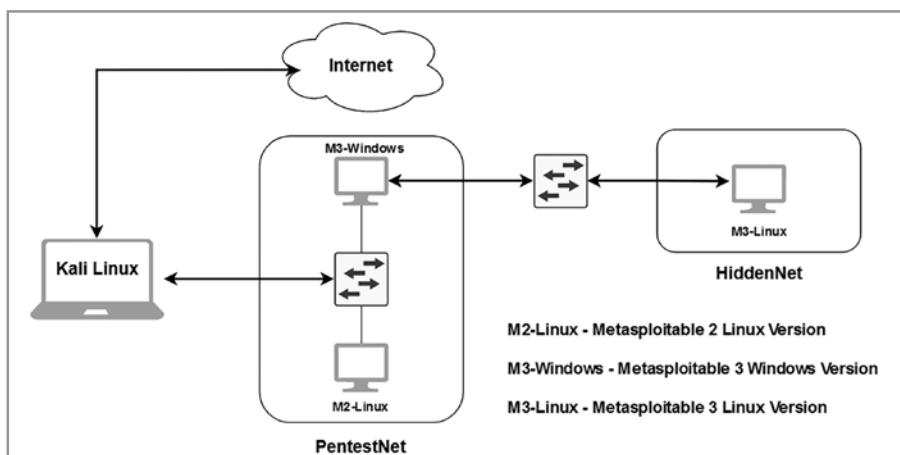 Internet
M3-Windows
Kali Linux
M3-Linux
HiddenNet
M2-Linux - Metasploitable 2 Linux Version
M3-Windows - Metasploitable 3 Windows Version
M2-Linux
M3-Linux - Metasploitable 3 Linux Version
PentestNet